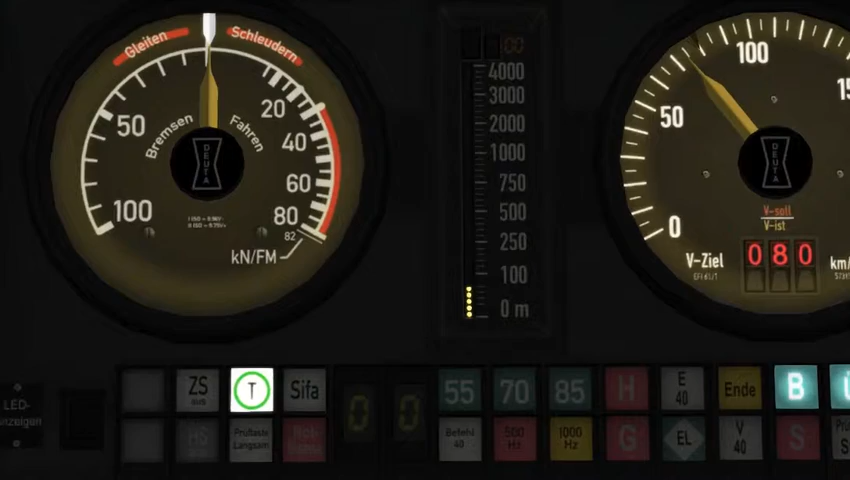 Gleiten
Schleudern
50
Bremsen
Fahren
20
40
60
80
82
100
DEUTA
kN/FM
4000
3000
2000
1000
750
500
250
100
0 m
50
100
0
DEUTA
V-soll
V-ist
V-Ziel
080
km/
LED-
ZS
aus
T
Sifa
0
0
55
70
85
H
E
40
Ende
B
Ü
Prüftaste
Langsam
Befehl
40
500
Hz
1000
Hz
G
EL
V
40
S